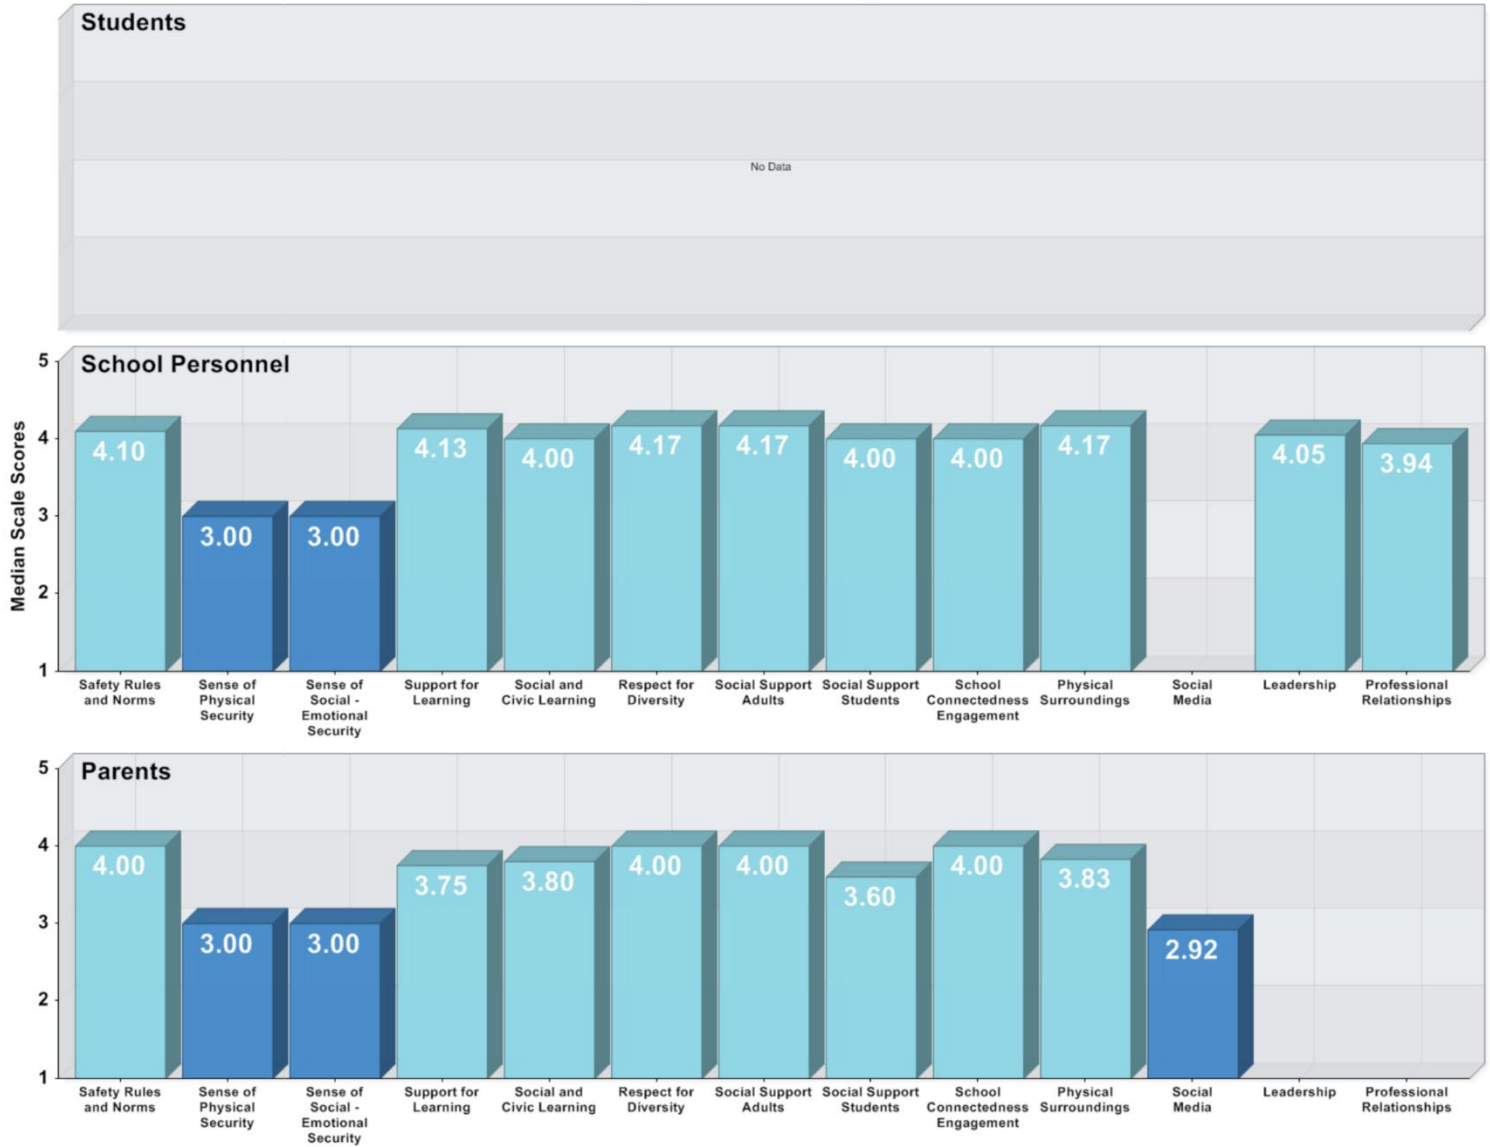 Students
No Data
School Personnel
Median Scale Scores
5
4
3
2
1
4.10
3.00
3.00
4.13
4.00
4.17
4.17
4.00
4.00
4.17
4.05
3.94
Safety Rules
and Norms
Sense of
Physical
Security
Sense of
Social -
Emotional
Security
Support for
Learning
Social and
Civic Learning
Respect for
Diversity
Social Support
Adults
Social Support
Students
School
Connectedness
Engagement
Physical
Surroundings
Social
Media
Leadership
Professional
Relationships
Parents
5
4
3
2
1
4.00
3.00
3.00
3.75
3.80
4.00
4.00
3.60
4.00
3.83
2.92
Safety Rules
and Norms
Sense of
Physical
Security
Sense of
Social -
Emotional
Security
Support for
Learning
Social and
Civic Learning
Respect for
Diversity
Social Support
Adults
Social Support
Students
School
Connectedness
Engagement
Physical
Surroundings
Social
Media
Leadership
Professional
Relationships